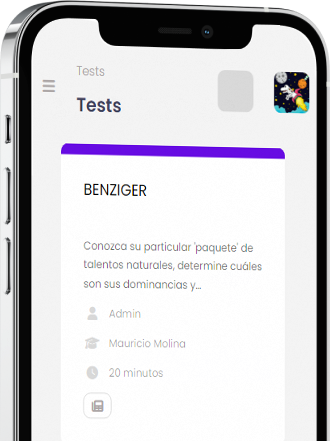 Tests
Tests
BENZIGER
Conozca su particular 'paquete' de
talentos naturales, determine cuáles
son sus dominancias y...
Admin
Mauricio Molina
20 minutos